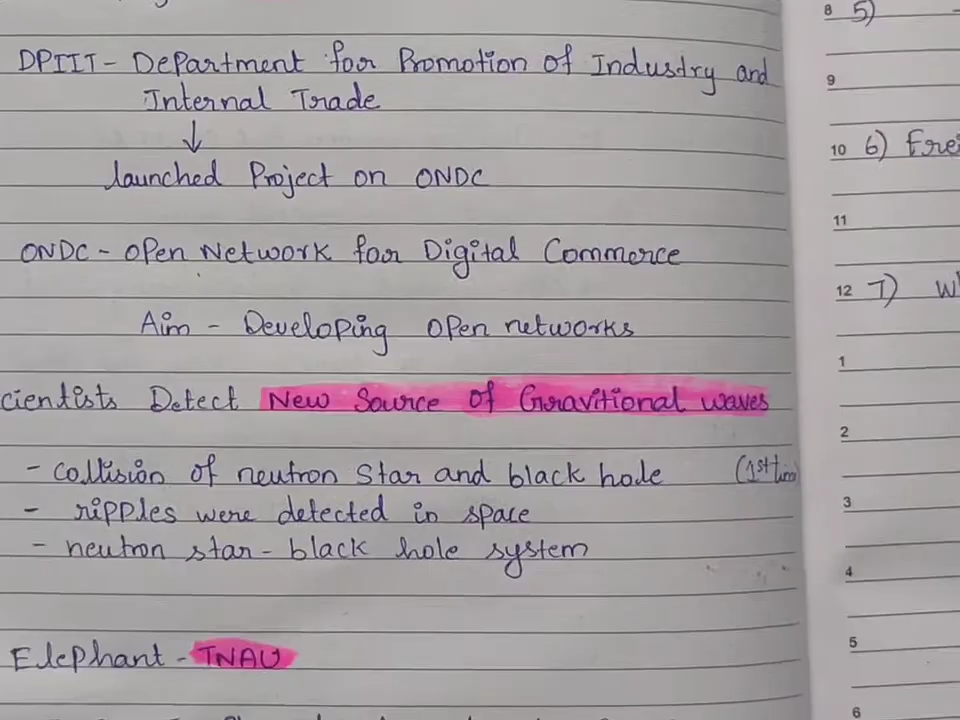 DPIIT - Department for Promotion of Industry and
Internal Trade
↓
launched Project on ONDC
ONDC - Open Network for Digital Commerce
Aim - Developing open networks
cientists Detect New Source of Gravitional waves
- collision of neutron star and black hole (1st time)
- ripples were detected in space
- neutron star - black hole system
Elephant - TNAU
8 5)
9
10 6)
11
12 7)
1
2
3
4
5
6